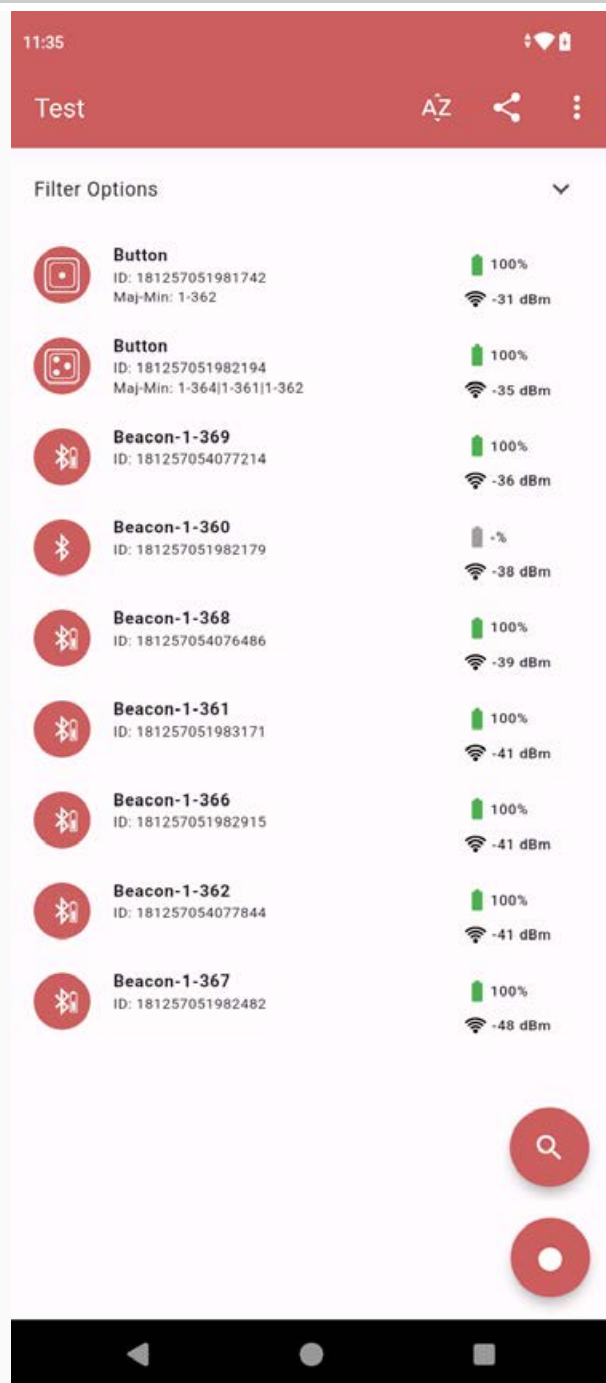 11:35
Test
AZ
Filter Options
Button
ID: 181257051981742
Maj-Min: 1-362
100%
-31 dBm
Button
ID: 181257051982194
Maj-Min: 1-364|1-361|1-362
100%
-35 dBm
Beacon-1-369
ID: 181257054077214
100%
-36 dBm
Beacon-1-360
ID: 181257051982179
-%
-38 dBm
Beacon-1-368
ID: 181257054076486
100%
-39 dBm
Beacon-1-361
ID: 181257051983171
100%
-41 dBm
Beacon-1-366
ID: 181257051982915
100%
-41 dBm
Beacon-1-362
ID: 181257054077844
100%
-41 dBm
Beacon-1-367
ID: 181257051982482
100%
-48 dBm